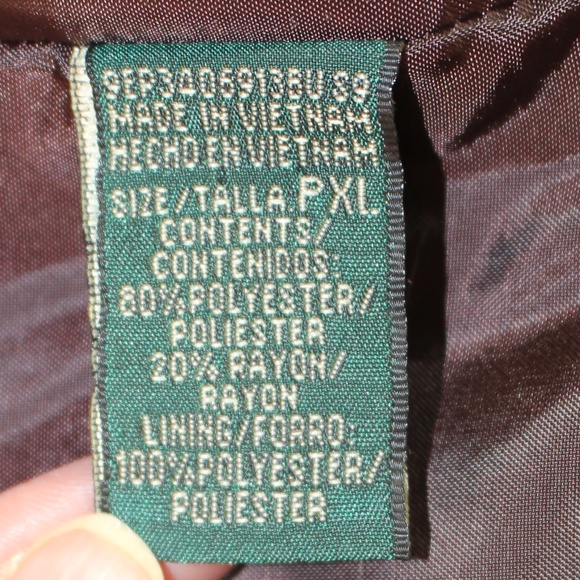 MADE IN VIETNAM
HECHO EN VIETNAM
SIZE/TALLA PXL
CONTENTS/
CONTENIDOS:
80% POLYESTER/
POLIESTER
20% RAYON/
RAYON
LINING/FORRO:
100% POLYESTER/
POLIESTER